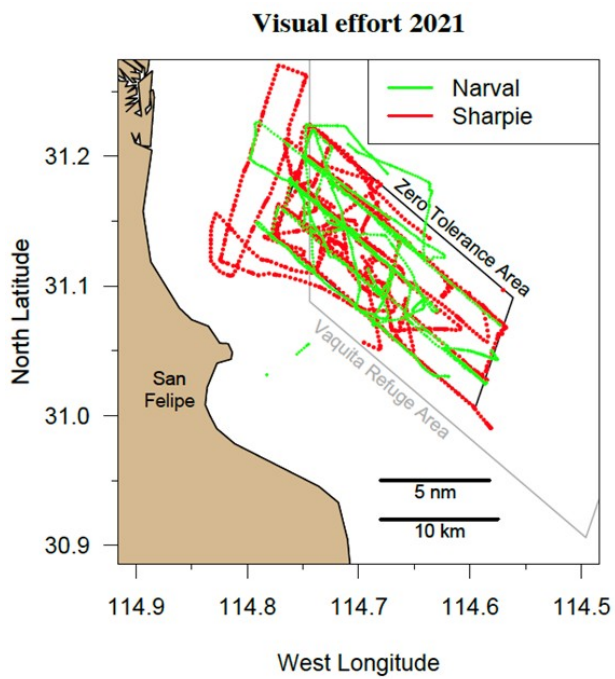 Visual effort 2021
Narval
Sharpie
Zero Tolerance Area
Vaquita Refuge Area
San
Felipe
5 nm
10 km
North Latitude
31.2
31.1
31.0
30.9
114.9 114.8 114.7 114.6 114.5
West Longitude